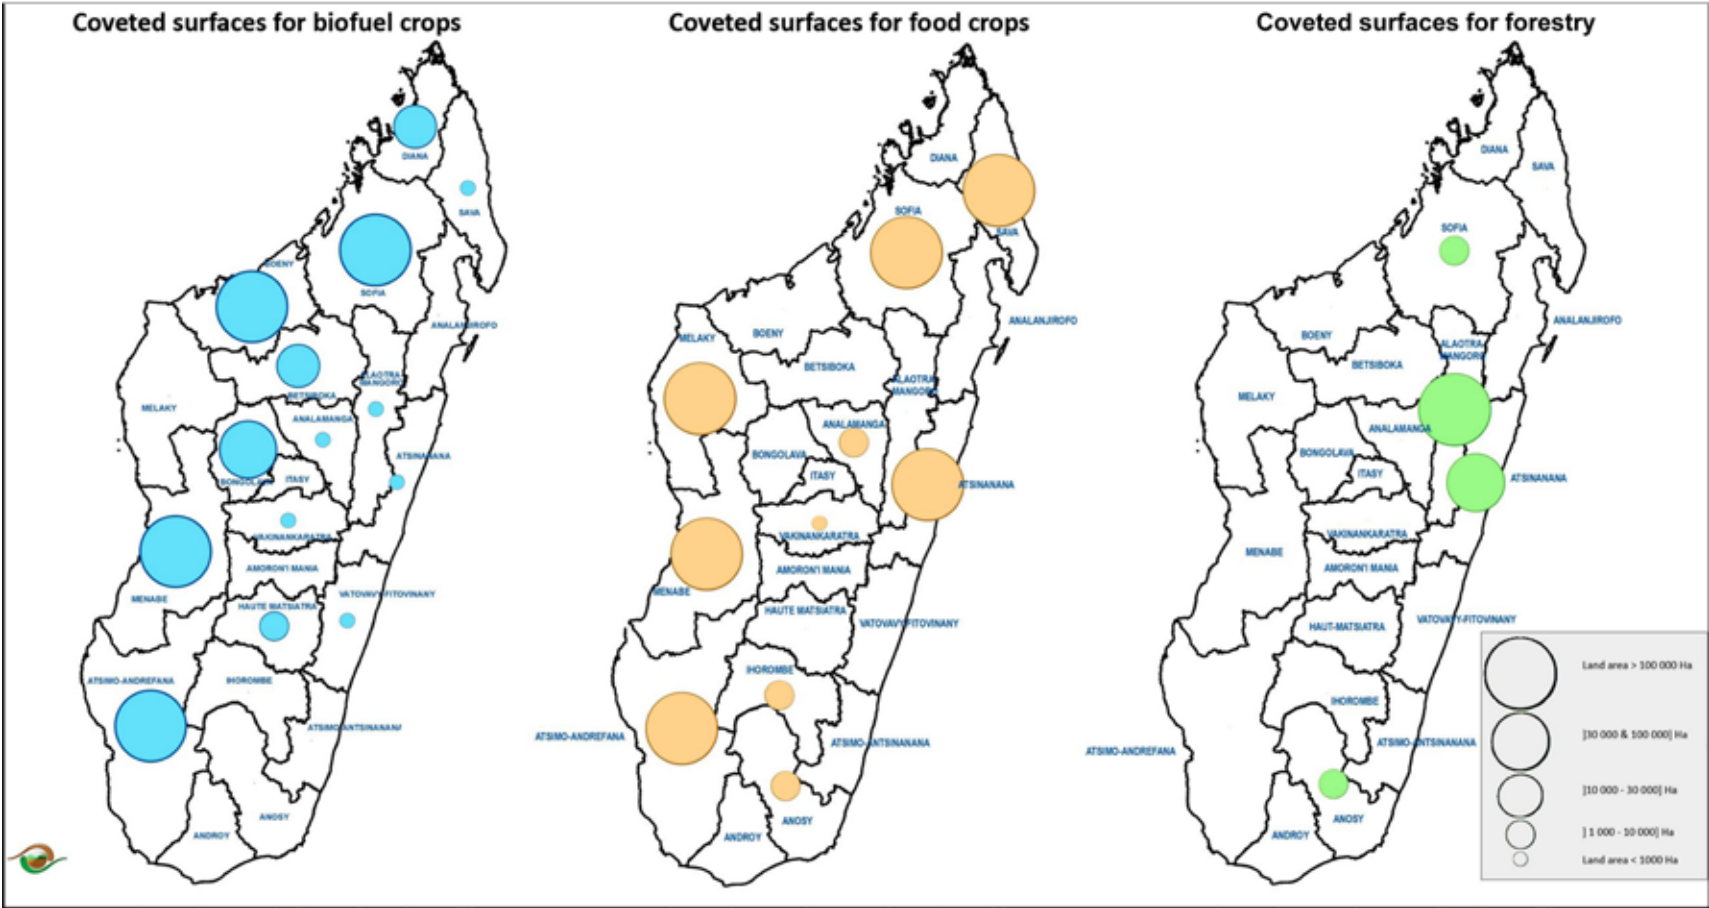 Coveted surfaces for biofuel crops
DIANA
SAVA
BOENY
SOFIA
ANALANJIROFO
ALAOTRA-
MANGORO
BETSIBOKA
MELAKY
ANALAMANGA
ATSINANANA
BONGOLAVA
ITASY
VAKINANKARATRA
AMORON'I MANIA
MENABE
HAUTE MATSIATRA
VATOVAVY-FITOVINANY
ATSIMO-ANDREFANA
IHOROMBE
ATSIMO-ANTSINANANA
ANOSY
ANDROY
Coveted surfaces for food crops
DIANA
SOFIA
SAVA
ANALANJIROFO
BOENY
MELAKY
BETSIBOKA
ALAOTRA-
MANGORO
ANALAMANGA
BONGOLAVA
ITASY
ATSINANANA
VAKINANKARATRA
AMORON'I MANIA
MENABE
HAUTE MATSIATRA
VATOVAVY-FITOVINANY
IHOROMBE
ATSIMO-ANDREFANA
ATSIMO-ANTSINANANA
ANOSY
ANDROY
Coveted surfaces for forestry
DIANA
SAVA
SOFIA
ANALANJIROFO
BOENY
ALAOTRA-
MANGORO
BETSIBOKA
MELAKY
ANALAMANGA
BONGOLAVA
ITASY
ATSINANANA
VAKINANKARATRA
MENABE
AMORON'I MANIA
HAUT-MATSIATRA
VATOVAVY-FITOVINANY
IHOROMBE
ATSIMO-ANDREFANA
ATSIMO-ANTSINANANA
ANOSY
ANDROY
Land area > 100 000 Ha
]30 000 & 100 000] Ha
]10 000 - 30 000] Ha
] 1 000 - 10 000] Ha
Land area < 1000 Ha